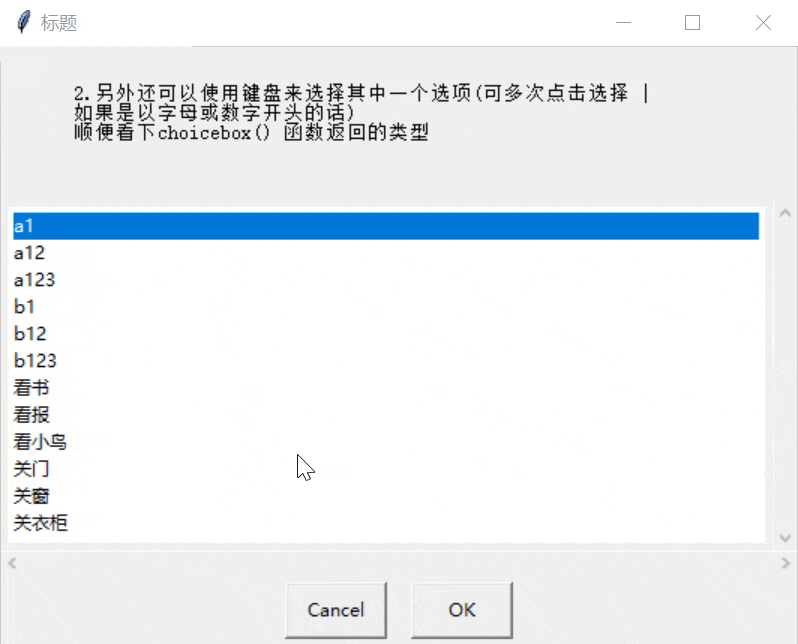 标题
2.另外还可以使用键盘来选择其中一个选项(可多次点击选择 |
如果是以字母或数字开头的话)
顺便看下choicebox() 函数返回的类型
a1
a12
a123
b1
b12
b123
看书
看报
看小鸟
关门
关窗
关衣柜
Cancel OK